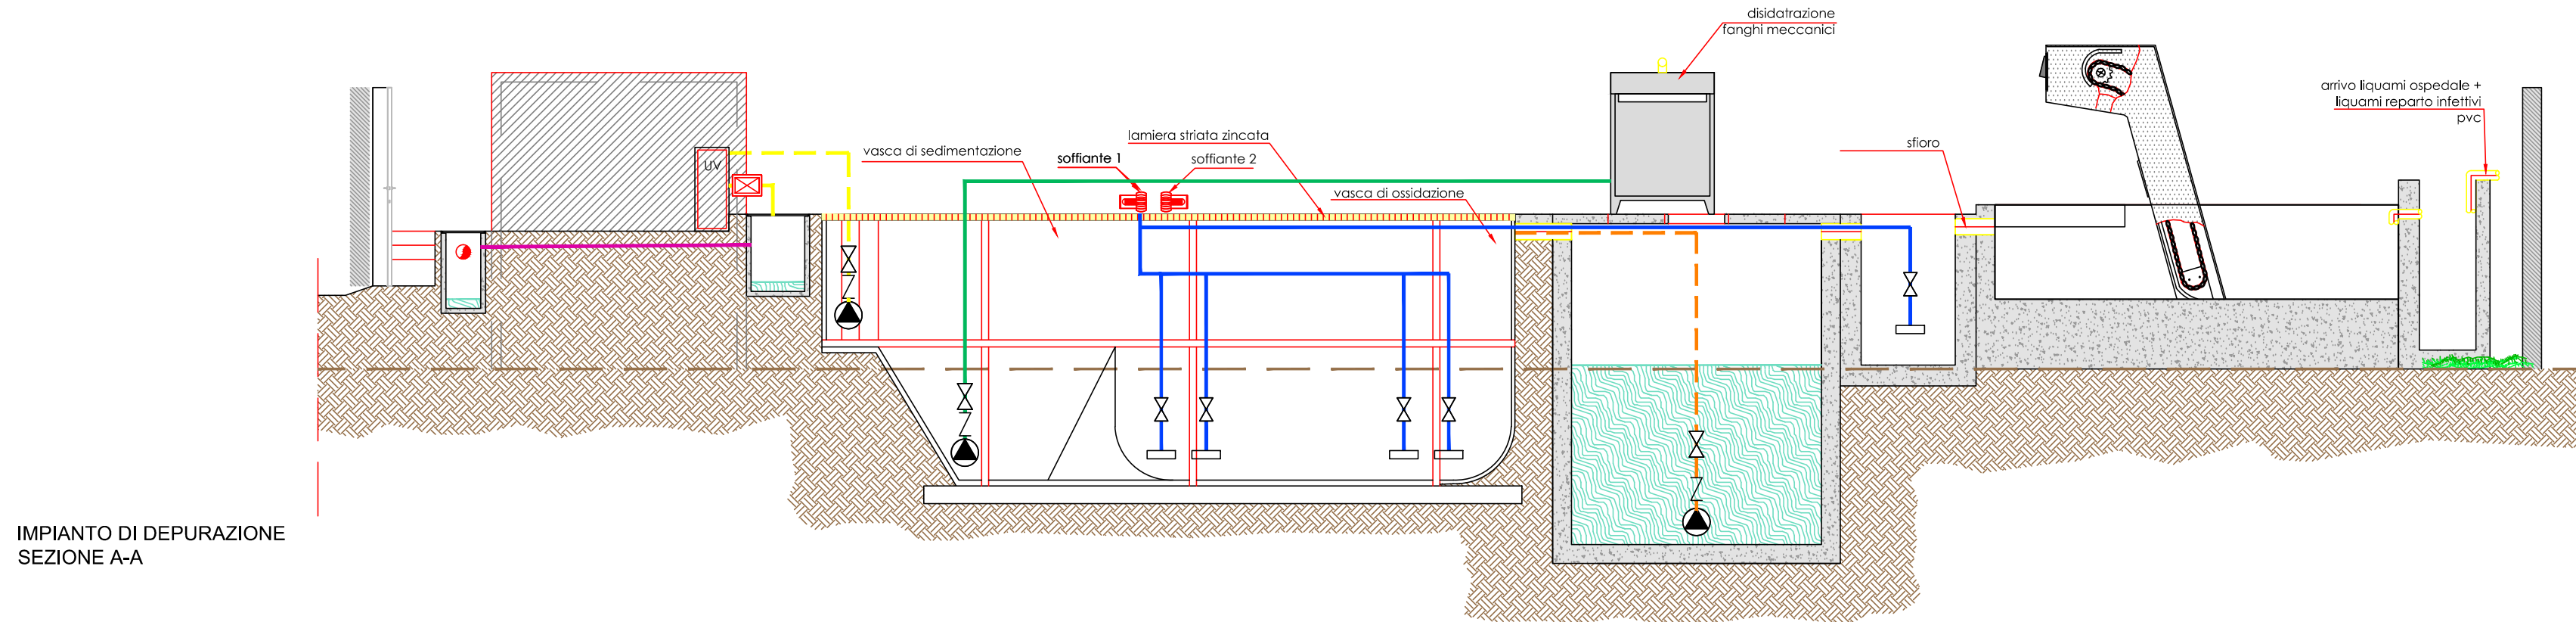 disidatrazione
fanghi meccanici
arrivo liquami ospedale +
liquami reparto infettivi
pvc
lamiera striata zincata
vasca di sedimentazione
soffiante 1
soffiante 2
sfioro
UV
vasca di ossidazione
IMPIANTO DI DEPURAZIONE
SEZIONE A-A